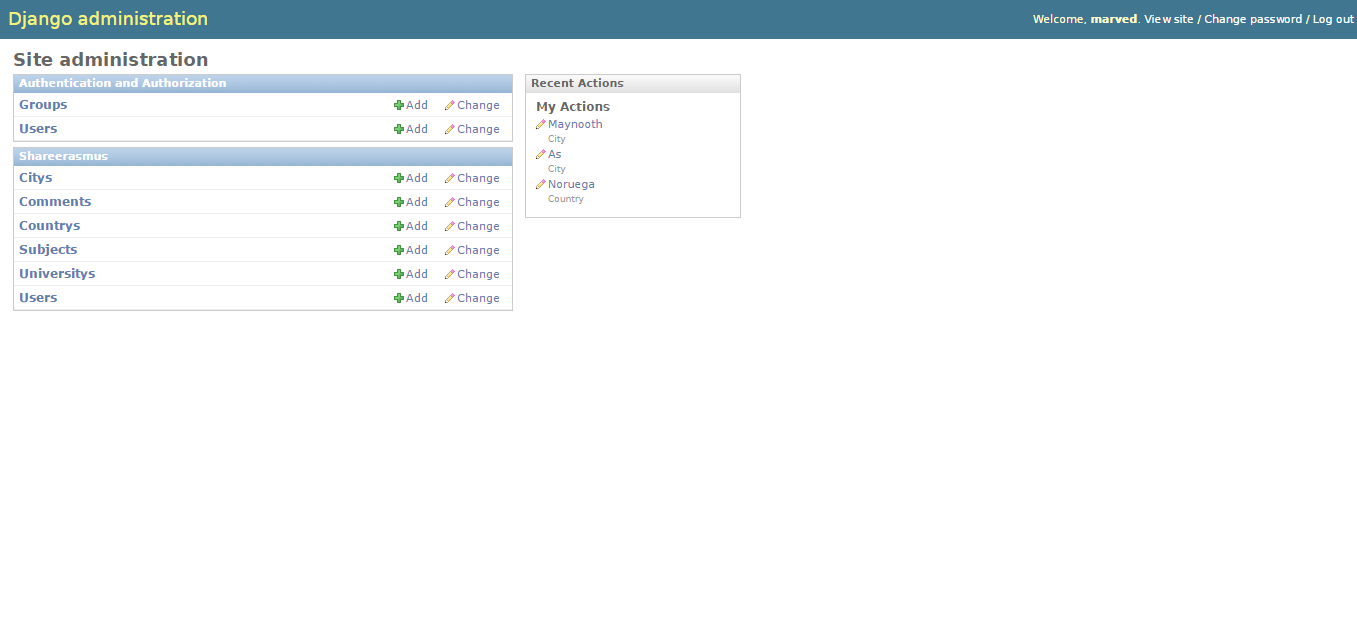 Django administration
Welcome, marved. View site / Change password / Log out
Site administration
Authentication and Authorization
Groups Add Change
Users Add Change
Shareerasmus
Citys Add Change
Comments Add Change
Countrys Add Change
Subjects Add Change
Universitys Add Change
Users Add Change
Recent Actions
My Actions
Maynooth
City
As
City
Noruega
Country